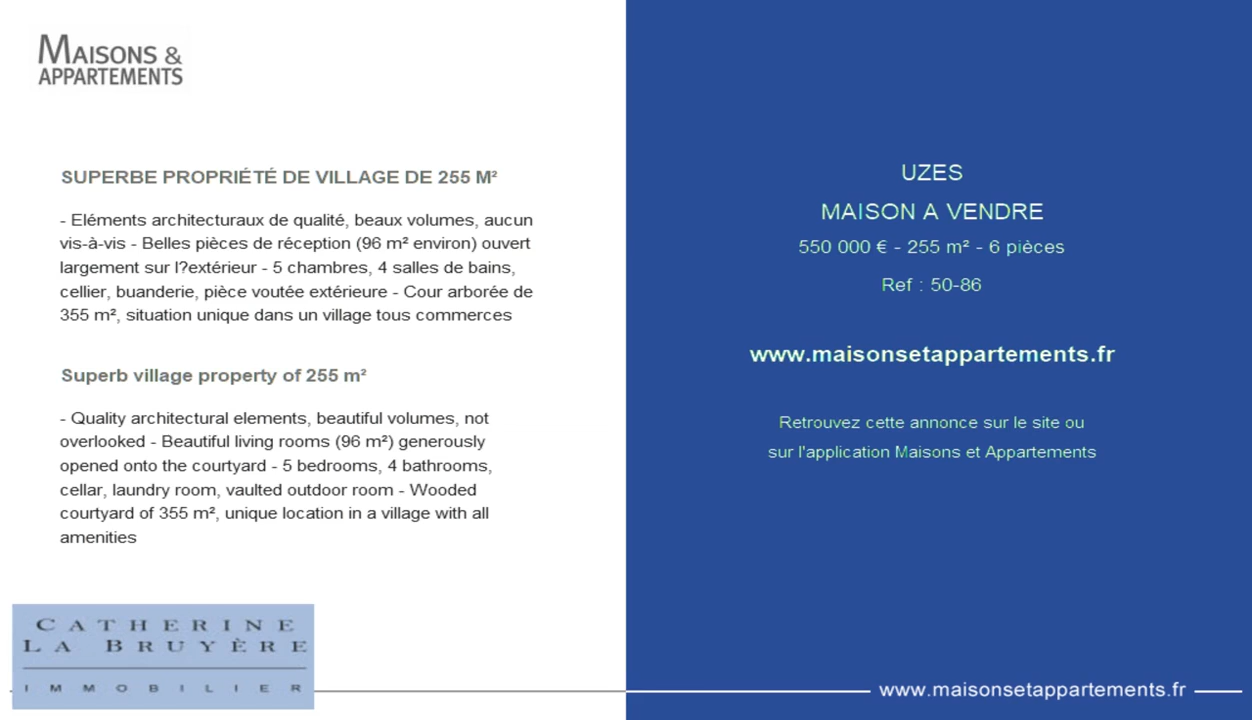 MAISONS &
APPARTEMENTS
SUPERBE PROPRIÉTÉ DE VILLAGE DE 255 M²
- Eléments architecturaux de qualité, beaux volumes, aucun
vis-à-vis - Belles pièces de réception (96 m² environ) ouvert
largement sur l?extérieur - 5 chambres, 4 salles de bains,
cellier, buanderie, pièce voutée extérieure - Cour arborée de
355 m², situation unique dans un village tous commerces
Superb village property of 255 m²
- Quality architectural elements, beautiful volumes, not
overlooked - Beautiful living rooms (96 m²) generously
opened onto the courtyard - 5 bedrooms, 4 bathrooms,
cellar, laundry room, vaulted outdoor room - Wooded
courtyard of 355 m², unique location in a village with all
amenities
CATHERINE
LA BRUYÈRE
IMMOBILIER
UZES
MAISON A VENDRE
550 000 € - 255 m² - 6 pièces
Ref : 50-86
www.maisonsetappartements.fr
Retrouvez cette annonce sur le site ou
sur l'application Maisons et Appartements
www.maisonsetappartements.fr